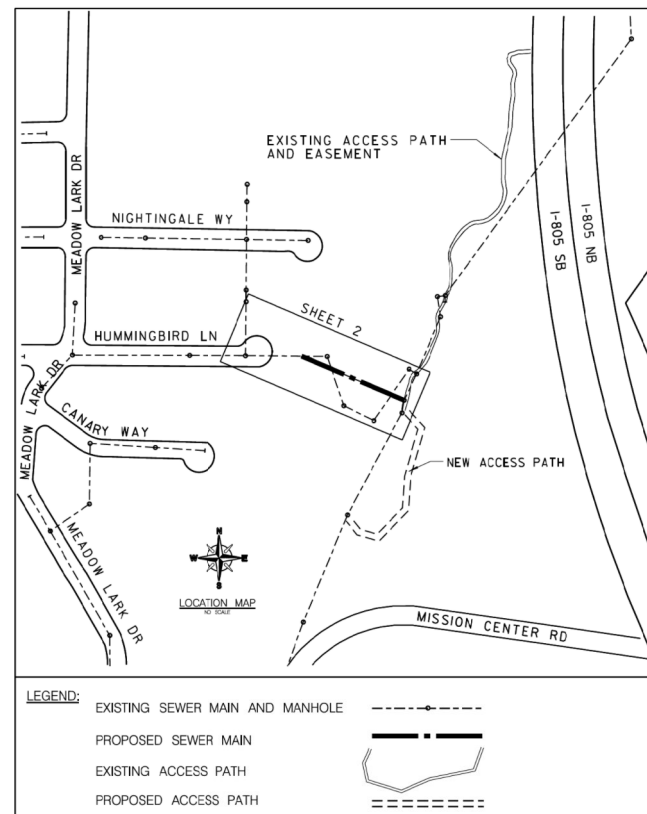 EXISTING ACCESS PATH
AND EASEMENT
MEADOW LARK DR
NIGHTINGALE WY
I-805 SB
I-805 NB
SHEET 2
HUMMINGBIRD LN
MEADOW LARK DR
CANARY WAY
NEW ACCESS PATH
MEADOW LARK DR
N
W
E
S
LOCATION MAP
NO SCALE
MISSION CENTER RD
LEGEND:
EXISTING SEWER MAIN AND MANHOLE
PROPOSED SEWER MAIN
EXISTING ACCESS PATH
PROPOSED ACCESS PATH